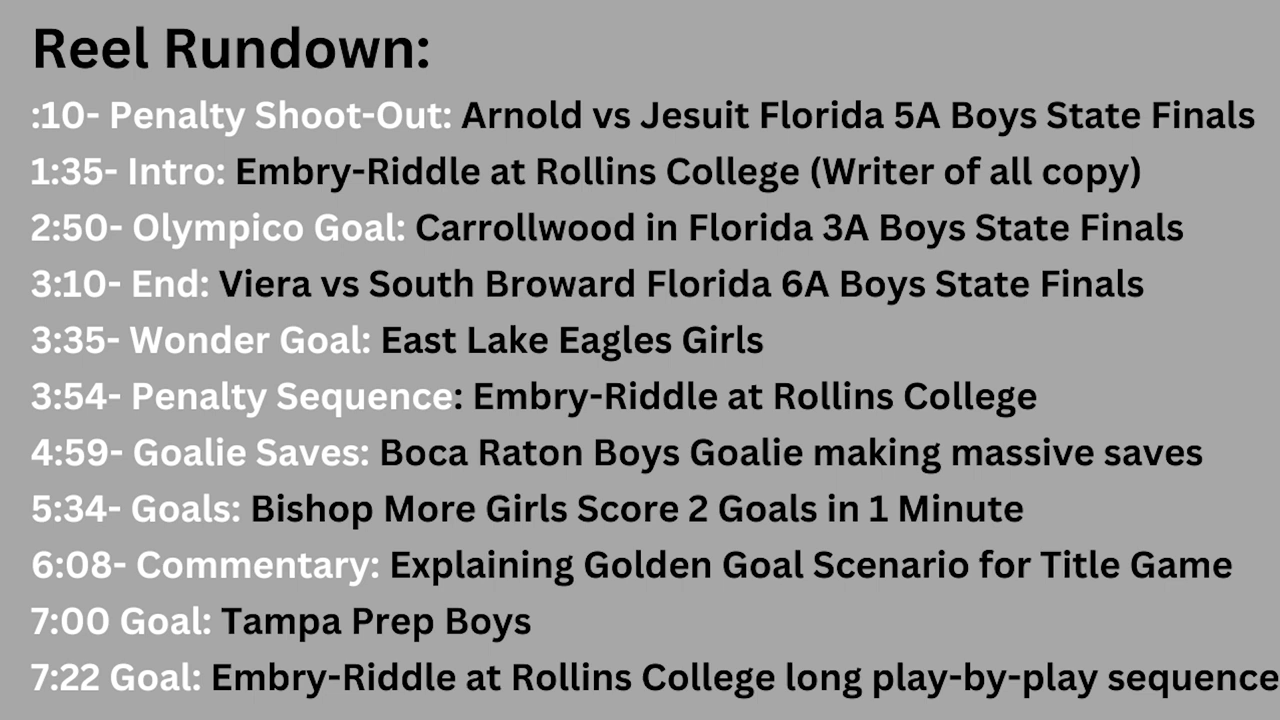 Reel Rundown:
:10- Penalty Shoot-Out: Arnold vs Jesuit Florida 5A Boys State Finals
1:35- Intro: Embry-Riddle at Rollins College (Writer of all copy)
2:50- Olympico Goal: Carrollwood in Florida 3A Boys State Finals
3:10- End: Viera vs South Broward Florida 6A Boys State Finals
3:35- Wonder Goal: East Lake Eagles Girls
3:54- Penalty Sequence: Embry-Riddle at Rollins College
4:59- Goalie Saves: Boca Raton Boys Goalie making massive saves
5:34- Goals: Bishop More Girls Score 2 Goals in 1 Minute
6:08- Commentary: Explaining Golden Goal Scenario for Title Game
7:00 Goal: Tampa Prep Boys
7:22 Goal: Embry-Riddle at Rollins College long play-by-play sequence